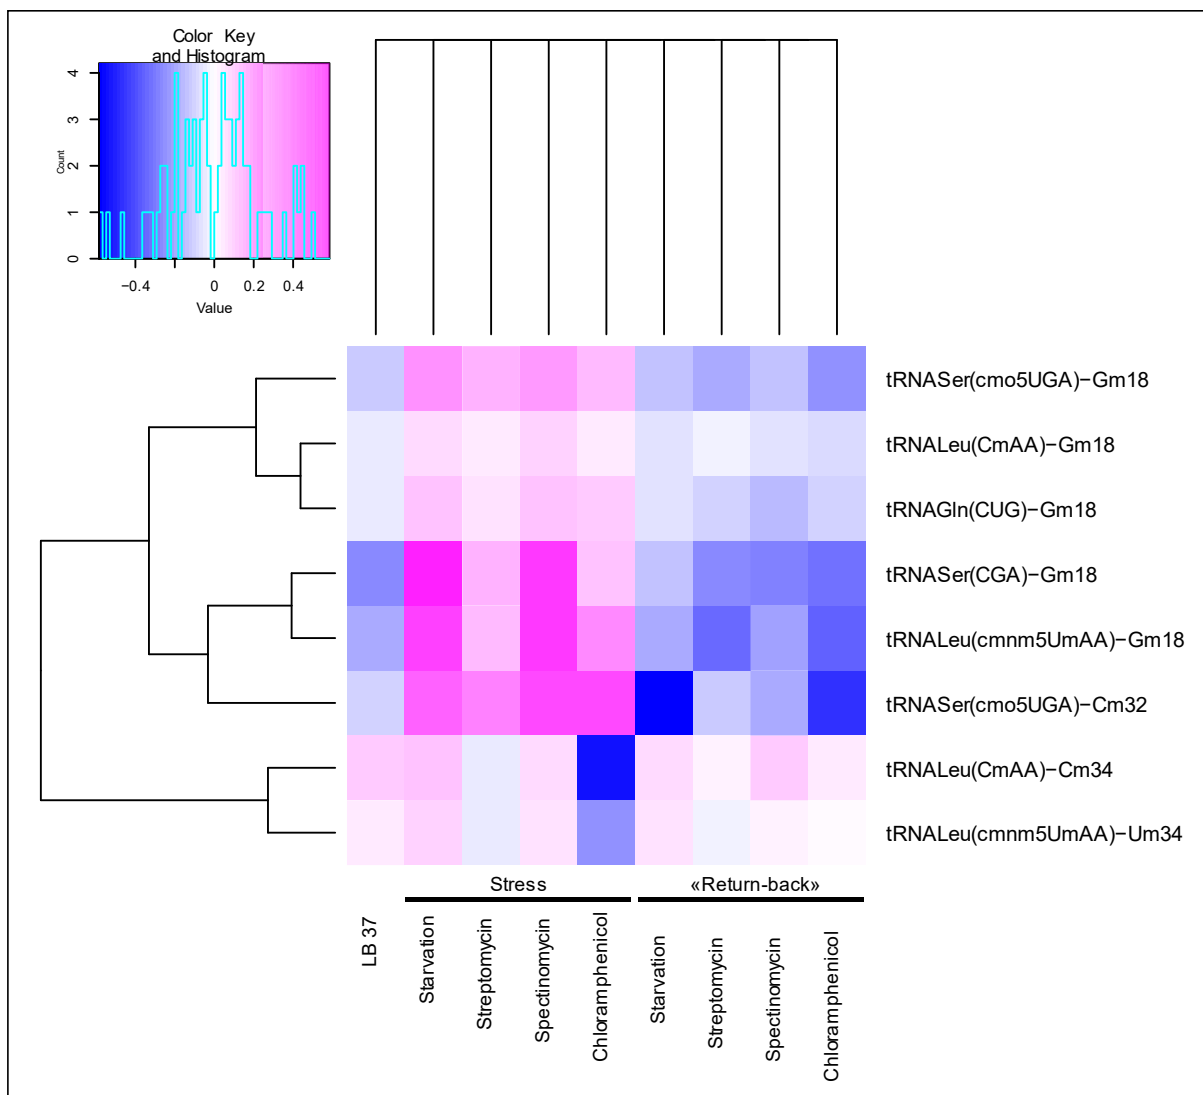 Color Key
and Histogram
Count
0
1
2
3
4
−0.4
0
0.2
0.4
Value
tRNASer(cmo5UGA)−Gm18
tRNALeu(CmAA)−Gm18
tRNAGln(CUG)−Gm18
tRNASer(CGA)−Gm18
tRNALeu(cmnm5UmAA)−Gm18
tRNASer(cmo5UGA)−Cm32
tRNALeu(CmAA)−Cm34
tRNALeu(cmnm5UmAA)−Um34
Stress
«Return-back»
LB 37
Starvation
Streptomycin
Spectinomycin
Chloramphenicol
Starvation
Streptomycin
Spectinomycin
Chloramphenicol